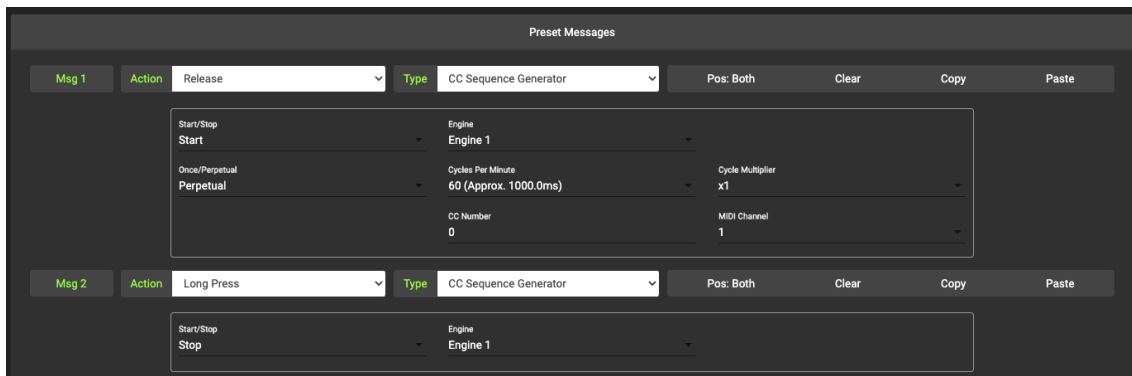 Preset Messages
Msg 1 Action Release Type CC Sequence Generator Pos: Both Clear Copy Paste
Start/Stop Engine
Start Engine 1
Once/Perpetual Cycles Per Minute Cycle Multiplier
Perpetual 60 (Approx. 1000.0ms) x1
CC Number MIDI Channel
0 1
Msg 2 Action Long Press Type CC Sequence Generator Pos: Both Clear Copy Paste
Start/Stop Engine
Stop Engine 1